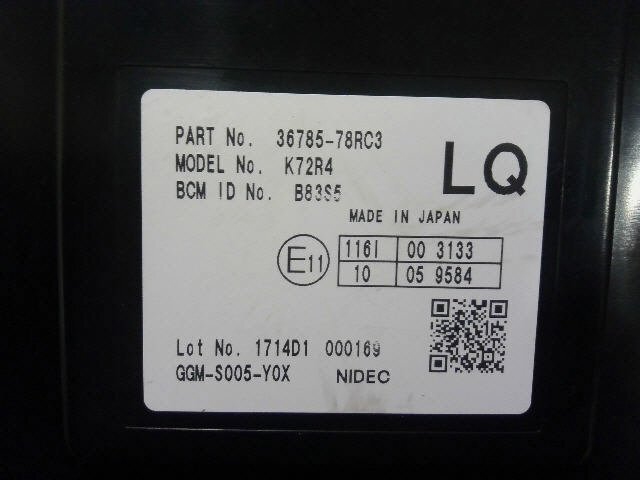 PART No. 36785-78RC3
MODEL No. K72R4
BCM ID No. B83S5
LQ
MADE IN JAPAN
E11
116I 00 3133
10 05 9584
Lot No. 1714D1 000169
GGM-S005-Y0X NIDEC